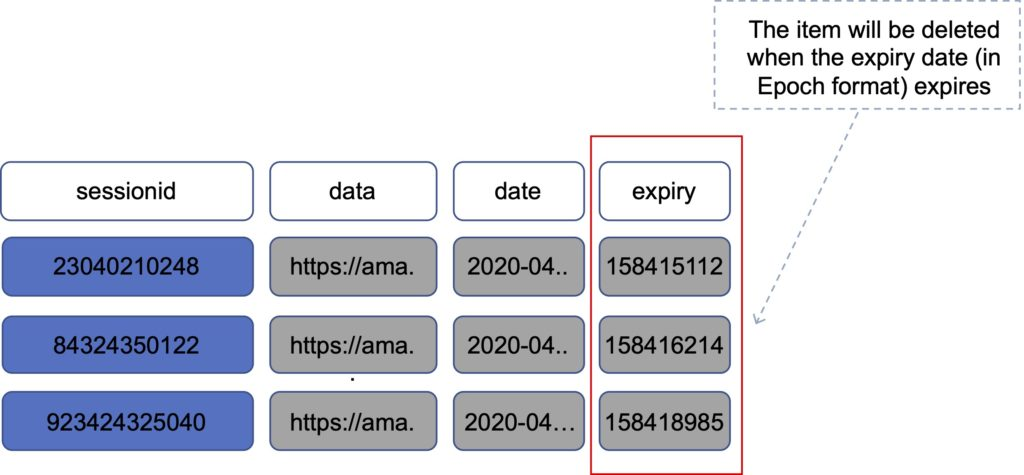 The item will be deleted
when the expiry date (in
Epoch format) expires
sessionid data date expiry
23040210248 https://ama. 2020-04.. 158415112
84324350122 https://ama. 2020-04.. 158416214
.
923424325040 https://ama. 2020-04... 158418985